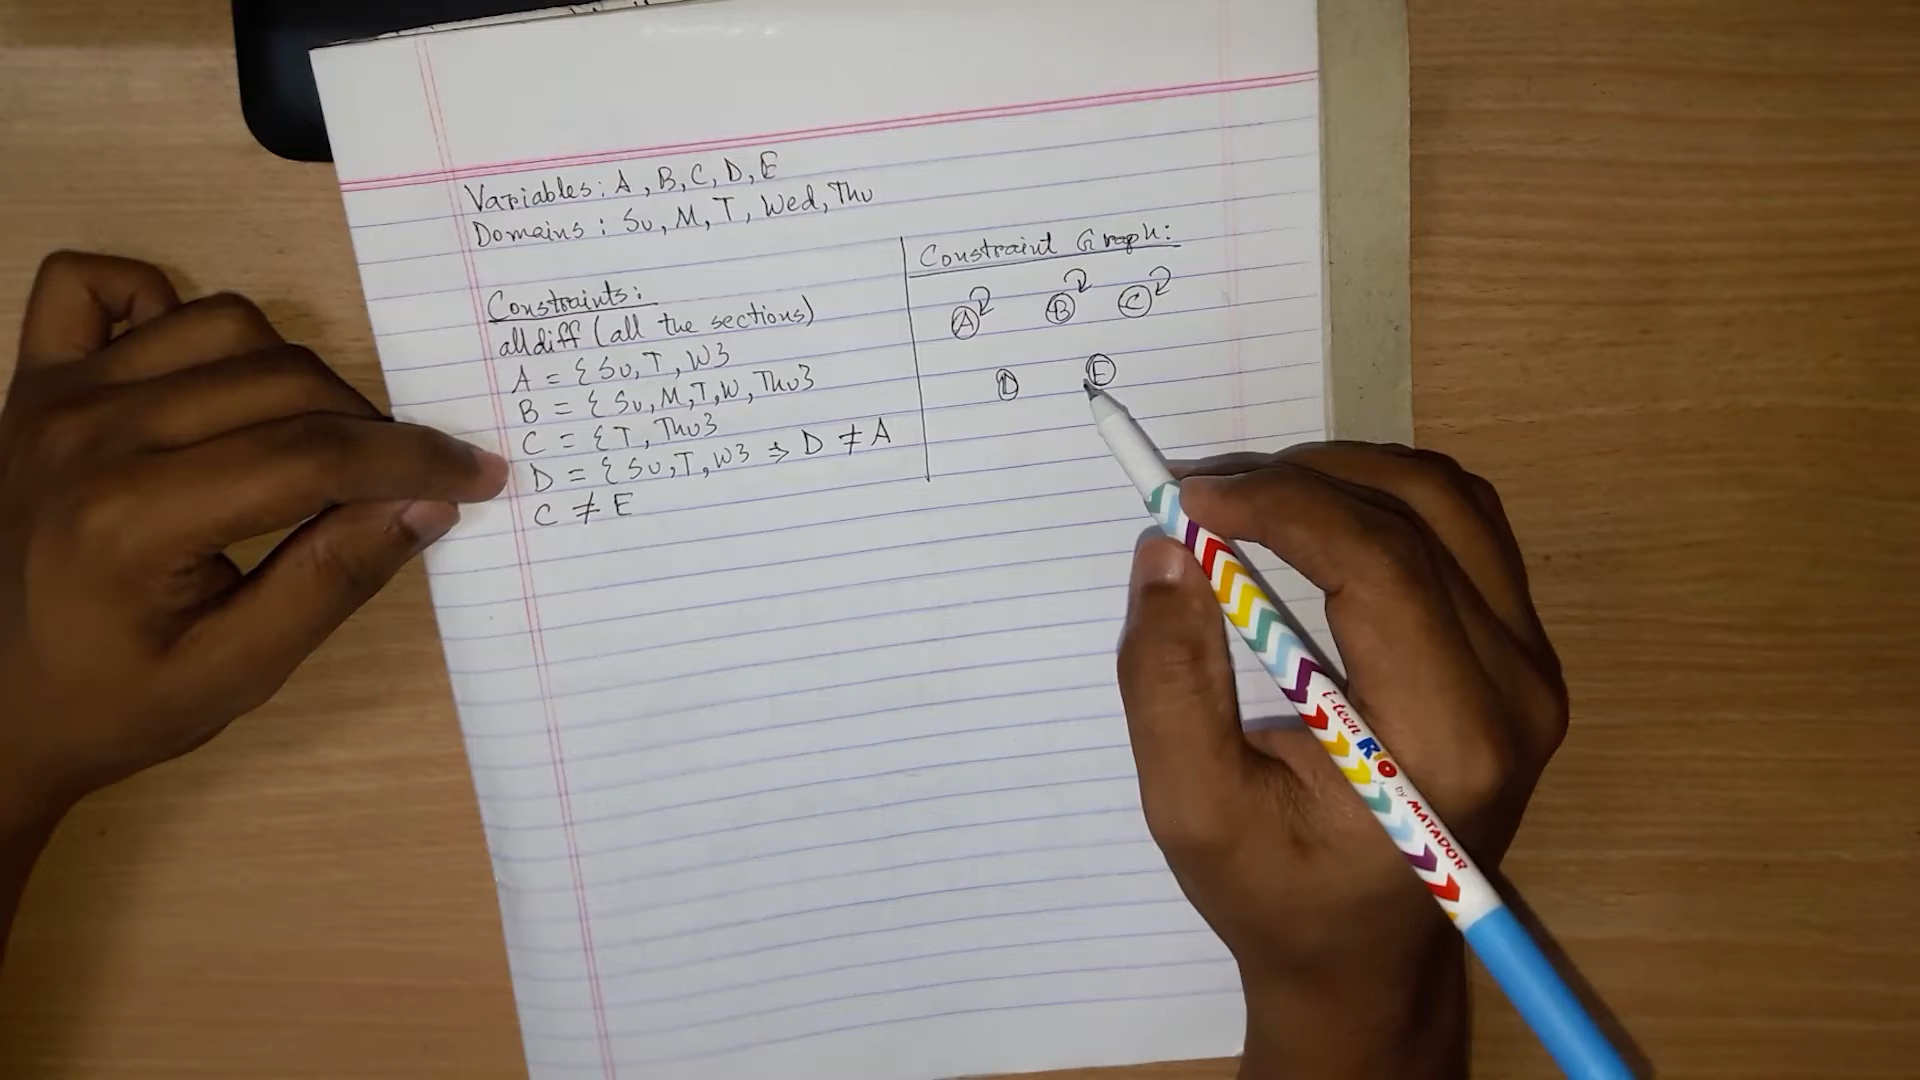 Variables: A, B, C, D, E
Domains: Su, M, T, Wed, Thu
Constraints:
alldiff (all the sections)
A = {Su, T, W}
B = {Su, M, T, W, Thu}
C = {T, Thu}
D = {Su, T, W} ⇒ D ≠ A
C ≠ E
Constraint Graph:
A B C
D E
i-teen RIO by MATADOR